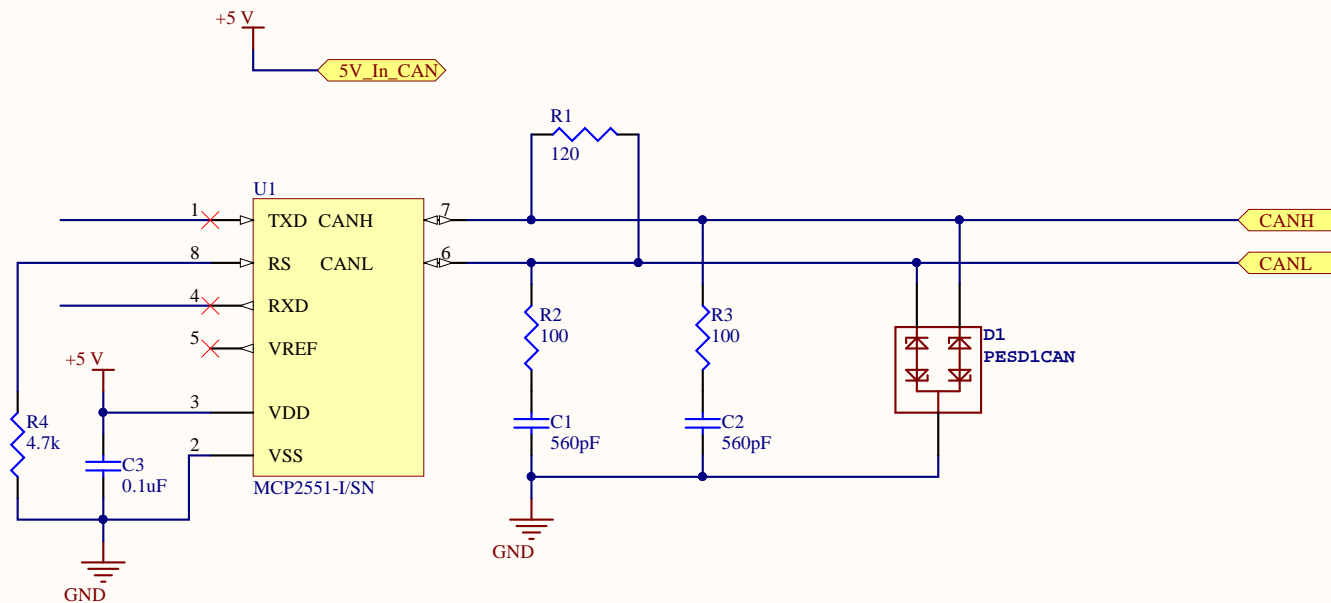 +5 V
5V_In_CAN
R1
120
U1
1
TXD
CANH
7
CANH
8
RS
CANL
6
CANL
4
RXD
R2
100
R3
100
5
VREF
D1
PESD1CAN
+5 V
3
VDD
R4
4.7k
C1
560pF
C2
560pF
2
VSS
C3
0.1uF
MCP2551-I/SN
GND
GND